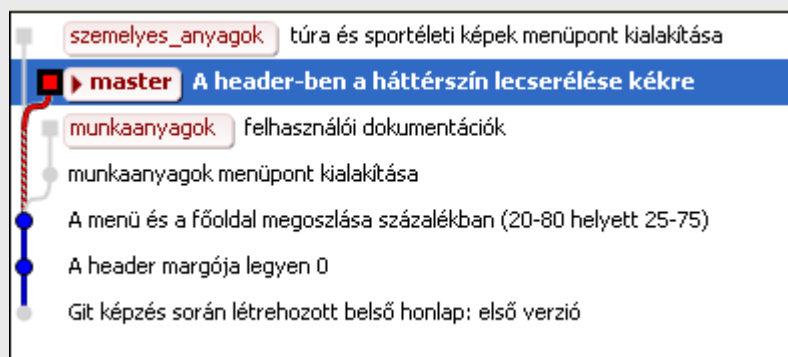 szemelyes_anyagok túra és sportéleti képek menüpont kialakítása
master A header-ben a háttérszín lecserélése kékre
munkaanyagok felhasználói dokumentációk
munkaanyagok menüpont kialakítása
A menü és a főoldal megoszlása százalékban (20-80 helyett 25-75)
A header margója legyen 0
Git képzés során létrehozott belső honlap: első verzió